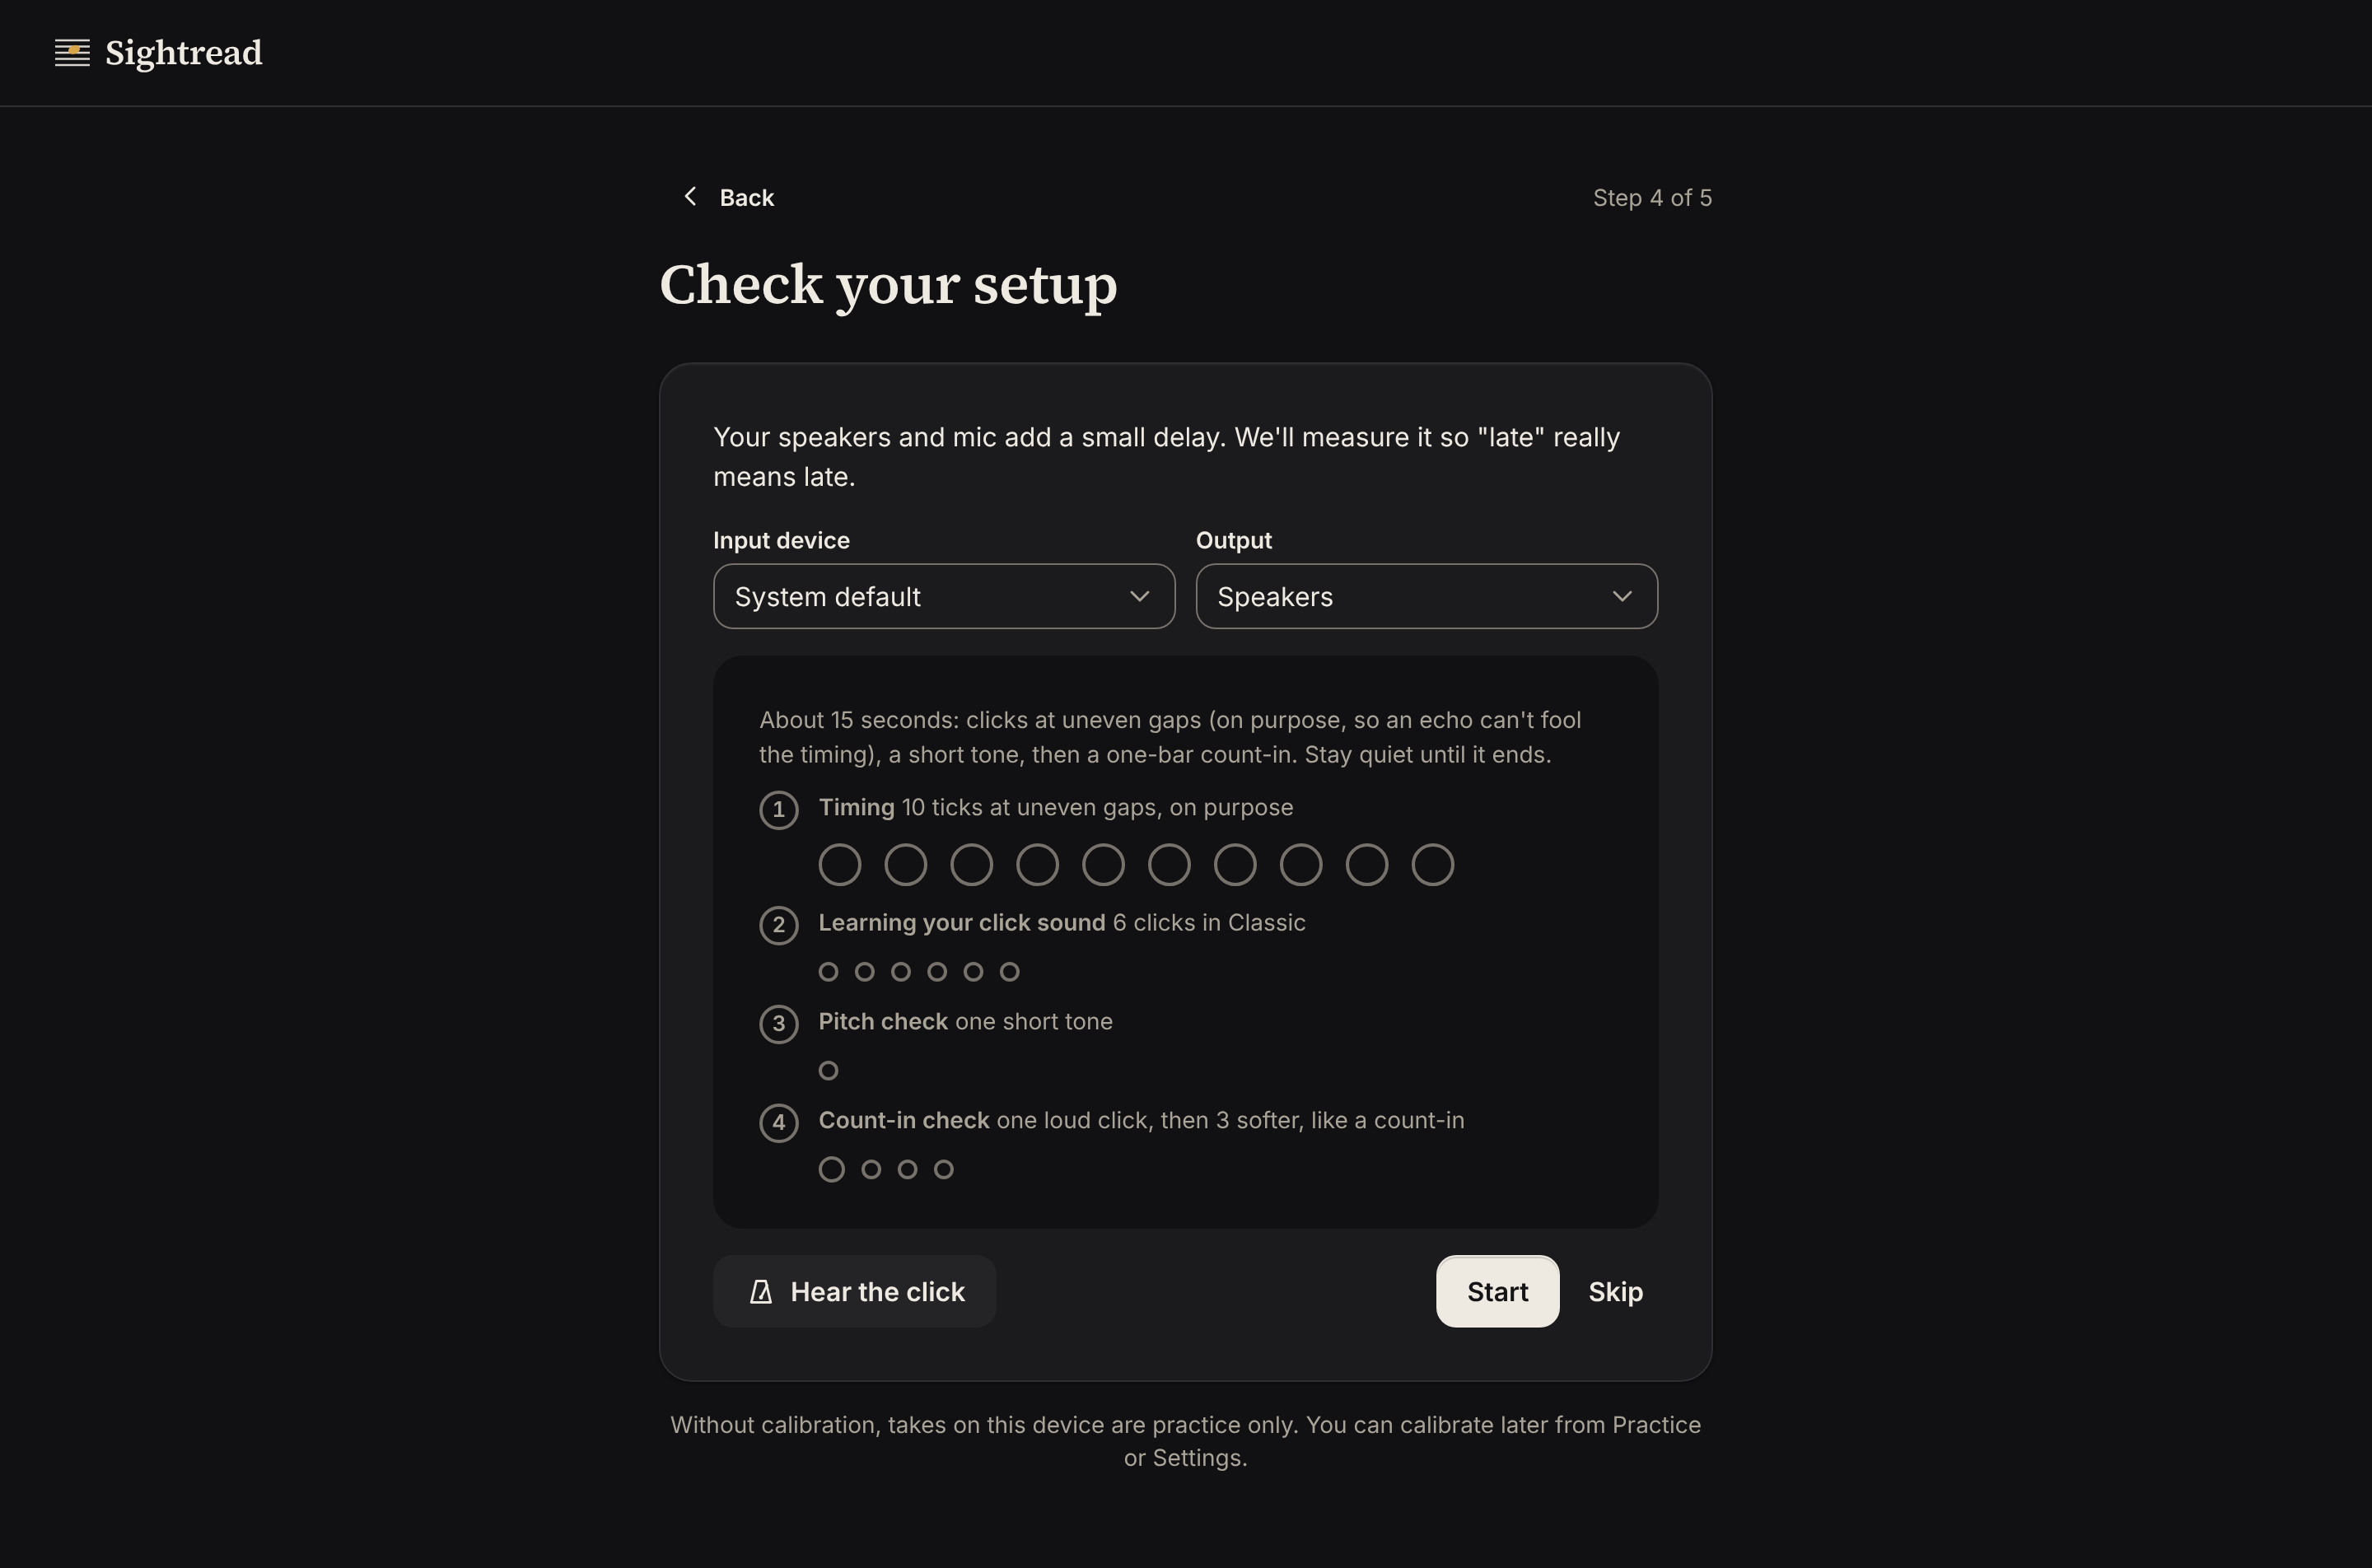 Sightread
Back
Step 4 of 5
Check your setup
Your speakers and mic add a small delay. We'll measure it so "late" really
means late.
Input device
Output
System default
Speakers
About 15 seconds: clicks at uneven gaps (on purpose, so an echo can't fool
the timing), a short tone, then a one-bar count-in. Stay quiet until it ends.
1 Timing 10 ticks at uneven gaps, on purpose
2 Learning your click sound 6 clicks in Classic
3 Pitch check one short tone
4 Count-in check one loud click, then 3 softer, like a count-in
Hear the click
Start
Skip
Without calibration, takes on this device are practice only. You can calibrate later from Practice
or Settings.